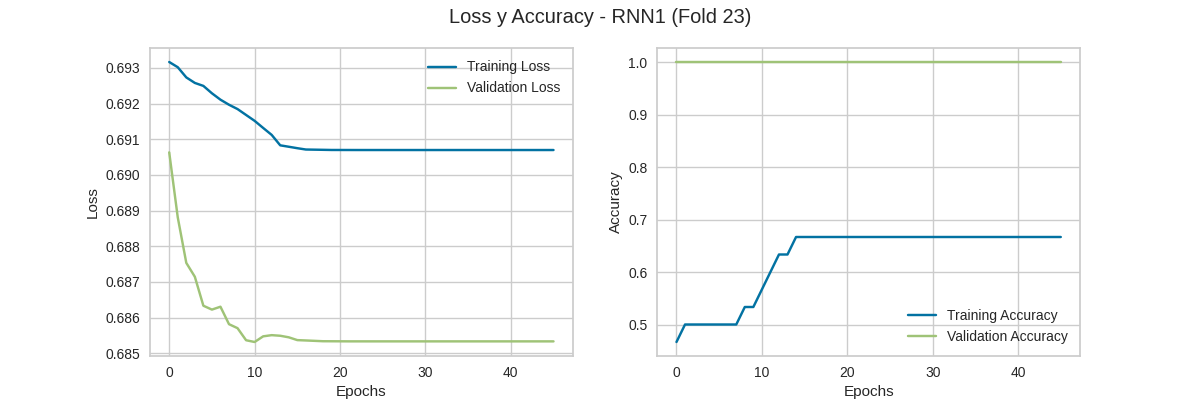 Loss y Accuracy - RNN1 (Fold 23)
0.693
0.692
0.691
0.690
0.689
0.688
0.687
0.686
0.685
Loss
0 10 20 30 40
Epochs
Training Loss
Validation Loss
1.0
0.9
0.8
0.7
0.6
0.5
Accuracy
0 10 20 30 40
Epochs
Training Accuracy
Validation Accuracy